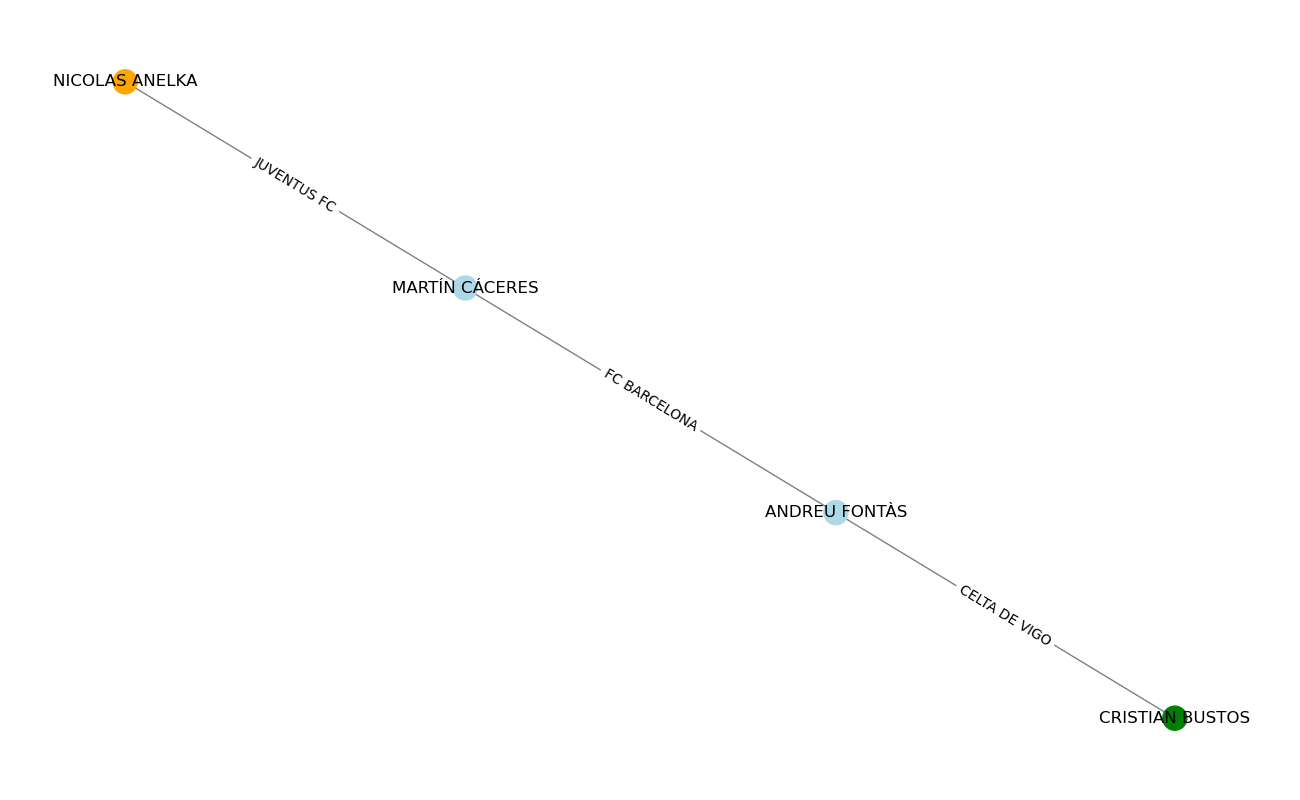 NICOLAS ANELKA
JUVENTUS FC
MARTÍN CÁCERES
FC BARCELONA
ANDREU FONTÀS
CELTA DE VIGO
CRISTIAN BUSTOS